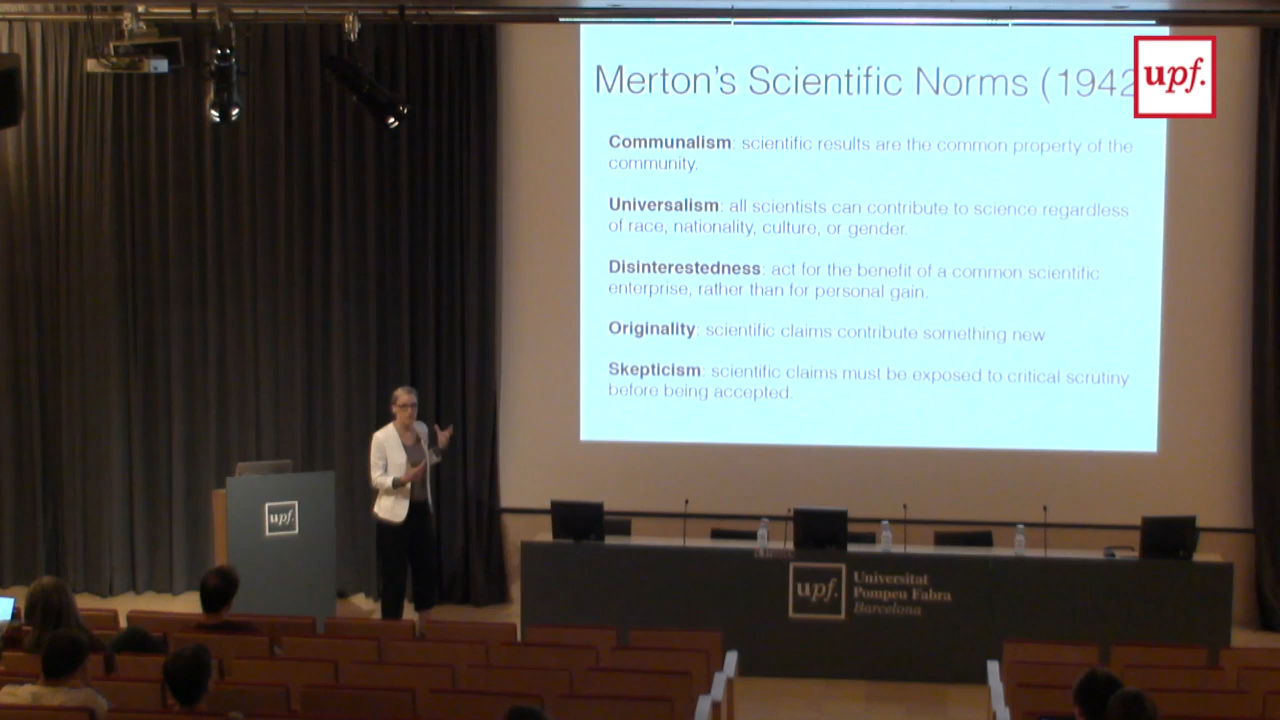 Merton's Scientific Norms (1942
upf.
Communalism: scientific results are the common property of the
community.
Universalism: all scientists can contribute to science regardless
of race, nationality, culture, or gender.
Disinterestedness: act for the benefit of a common scientific
enterprise, rather than for personal gain.
Originality: scientific claims contribute something new
Skepticism: scientific claims must be exposed to critical scrutiny
before being accepted.
upf.
upf.
Universitat
Pompeu Fabra
Barcelona